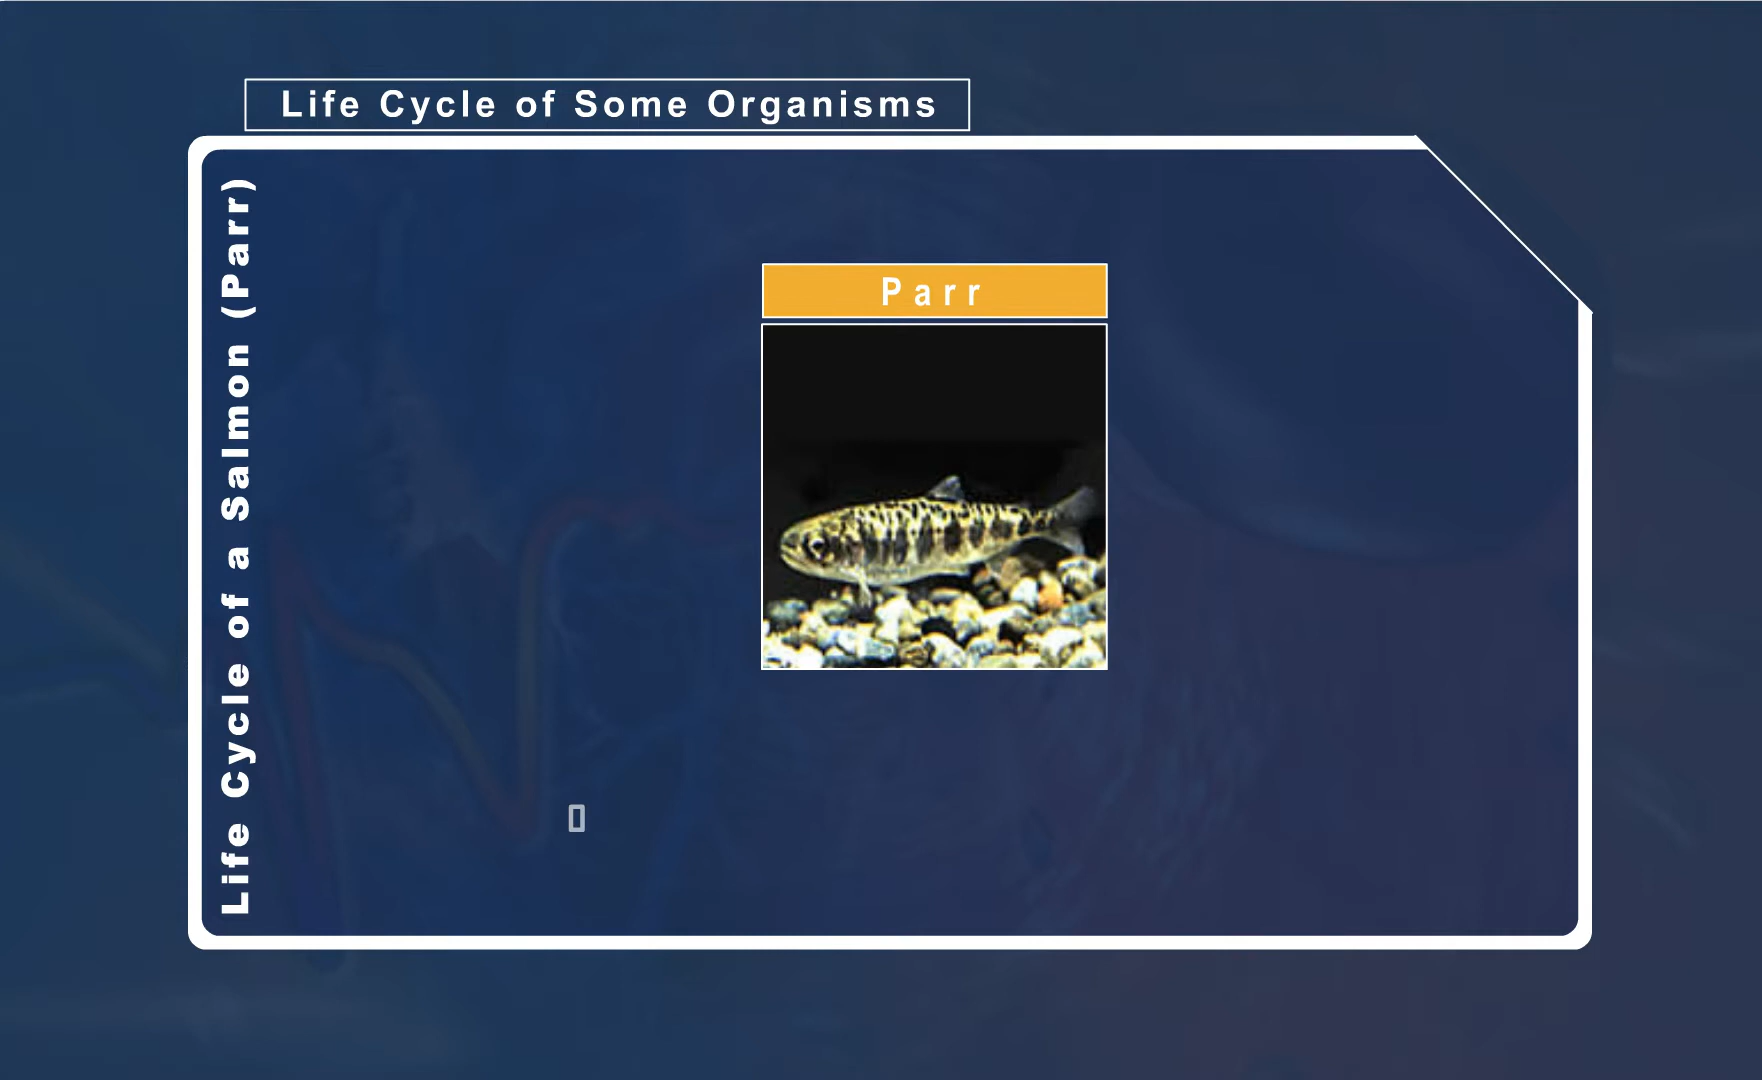 Life Cycle of Some Organisms
Life Cycle of a Salmon (Parr)
Parr